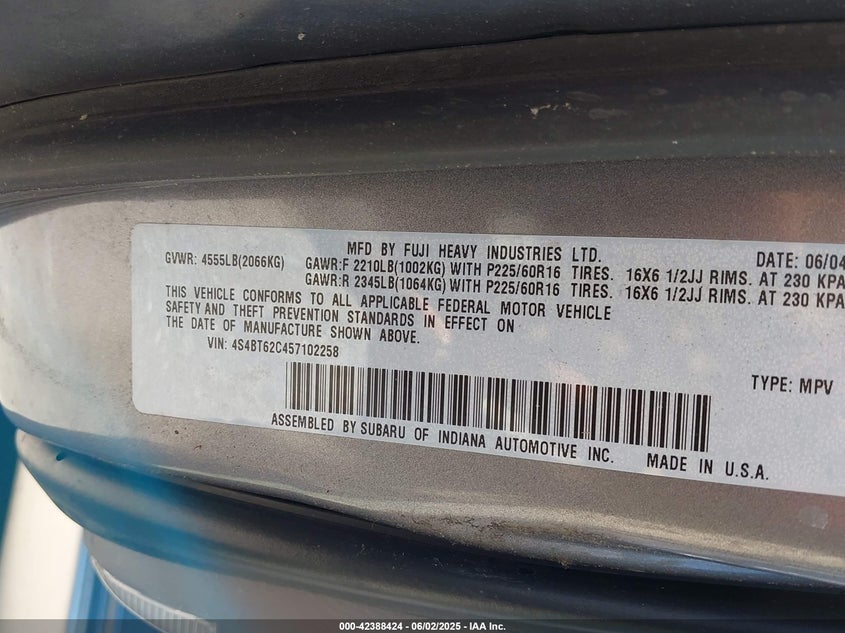 MFD BY FUJI HEAVY INDUSTRIES LTD. DATE: 06/04
GVWR: 4555LB(2066KG) GAWR:F 2210LB(1002KG) WITH P225/60R16 TIRES. 16X6 1/2JJ RIMS. AT 230 KPA
GAWR:R 2345LB(1064KG) WITH P225/60R16 TIRES. 16X6 1/2JJ RIMS. AT 230 KPA
THIS VEHICLE CONFORMS TO ALL APPLICABLE FEDERAL MOTOR VEHICLE
SAFETY AND THEFT PREVENTION STANDARDS IN EFFECT ON
THE DATE OF MANUFACTURE SHOWN ABOVE.
VIN: 4S4BT62C457102258
TYPE: MPV
ASSEMBLED BY SUBARU OF INDIANA AUTOMOTIVE INC. MADE IN U.S.A.
000-42388424 / 06/02/2025 - IAA Inc.